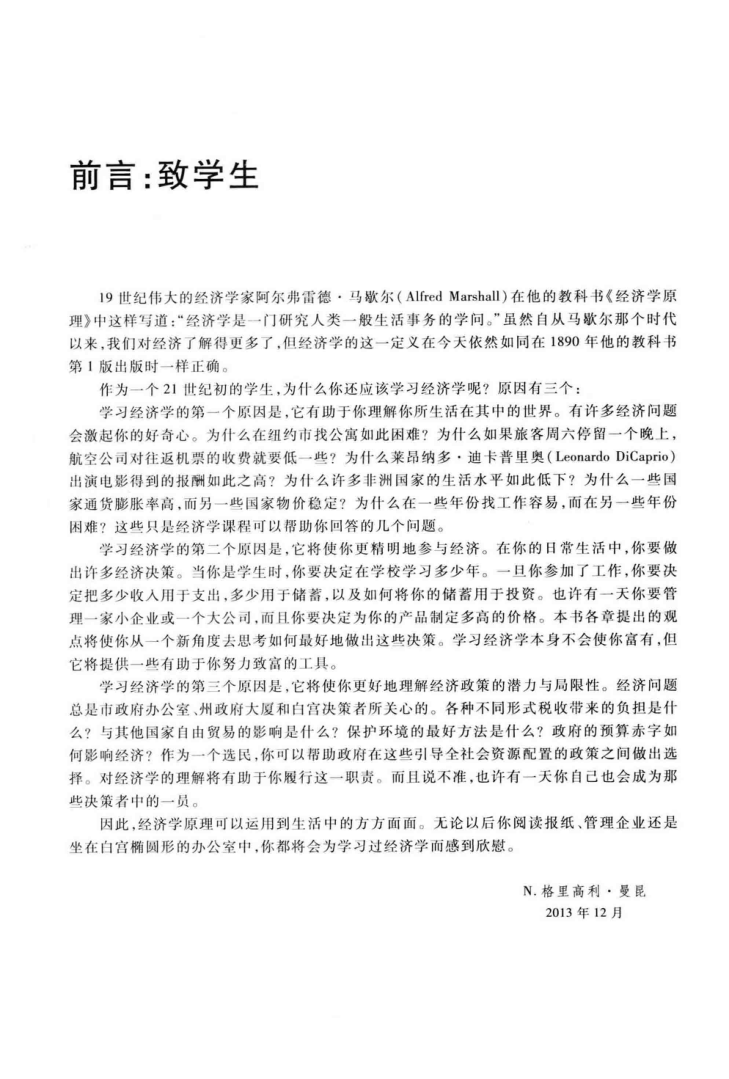 前言:致学生
19 世纪伟大的经济学家阿尔弗雷德·马歇尔(Alfred Marshall)在他的教科书《经济学原
理》中这样写道:“经济学是一门研究人类一般生活事务的学问。”虽然自从马歇尔那个时代
以来,我们对经济了解得更多了,但经济学的这一定义在今天依然如同在 1890 年他的教科书
第 1 版出版时一样正确。
作为一个 21 世纪初的学生,为什么你还应该学习经济学呢? 原因有三个:
学习经济学的第一个原因是,它有助于你理解你所生活在其中的世界。有许多经济问题
会激起你的好奇心。为什么在纽约市找公寓如此困难? 为什么如果旅客周六停留一个晚上,
航空公司对往返机票的收费就要低一些? 为什么莱昂纳多·迪卡普里奥(Leonardo DiCaprio)
出演电影得到的报酬如此之高? 为什么许多非洲国家的生活水平如此低下? 为什么一些国
家通货膨胀率高,而另一些国家物价稳定? 为什么在一些年份找工作容易,而在另一些年份
困难? 这些只是经济学课程可以帮助你回答的几个问题。
学习经济学的第二个原因是,它将使你更精明地参与经济。在你的日常生活中,你要做
出许多经济决策。当你是学生时,你要决定在学校学习多少年。一旦你参加了工作,你要决
定把多少收入用于支出,多少用于储蓄,以及如何将你的储蓄用于投资。也许有一天你要管
理一家小企业或一个大公司,而且你要决定为你的产品制定多高的价格。本书各章提出的观
点将使你从一个新角度去思考如何最好地做出这些决策。学习经济学本身不会使你富有,但
它将提供一些有助于你努力致富的工具。
学习经济学的第三个原因是,它将使你更好地理解经济政策的潜力与局限性。经济问题
总是市政府办公室、州政府大厦和白宫决策者所关心的。各种不同形式税收带来的负担是什
么? 与其他国家自由贸易的影响是什么? 保护环境的最好方法是什么? 政府的预算赤字如
何影响经济? 作为一个选民,你可以帮助政府在这些引导全社会资源配置的政策之间做出选
择。对经济学的理解将有助于你履行这一职责。而且说不准,也许有一天你自己也会成为那
些决策者中的一员。
因此,经济学原理可以运用到生活中的方方面面。无论以后你阅读报纸、管理企业还是
坐在白宫椭圆形的办公室中,你都将会为学习过经济学而感到欣慰。
N. 格里高利·曼昆
2013 年 12 月